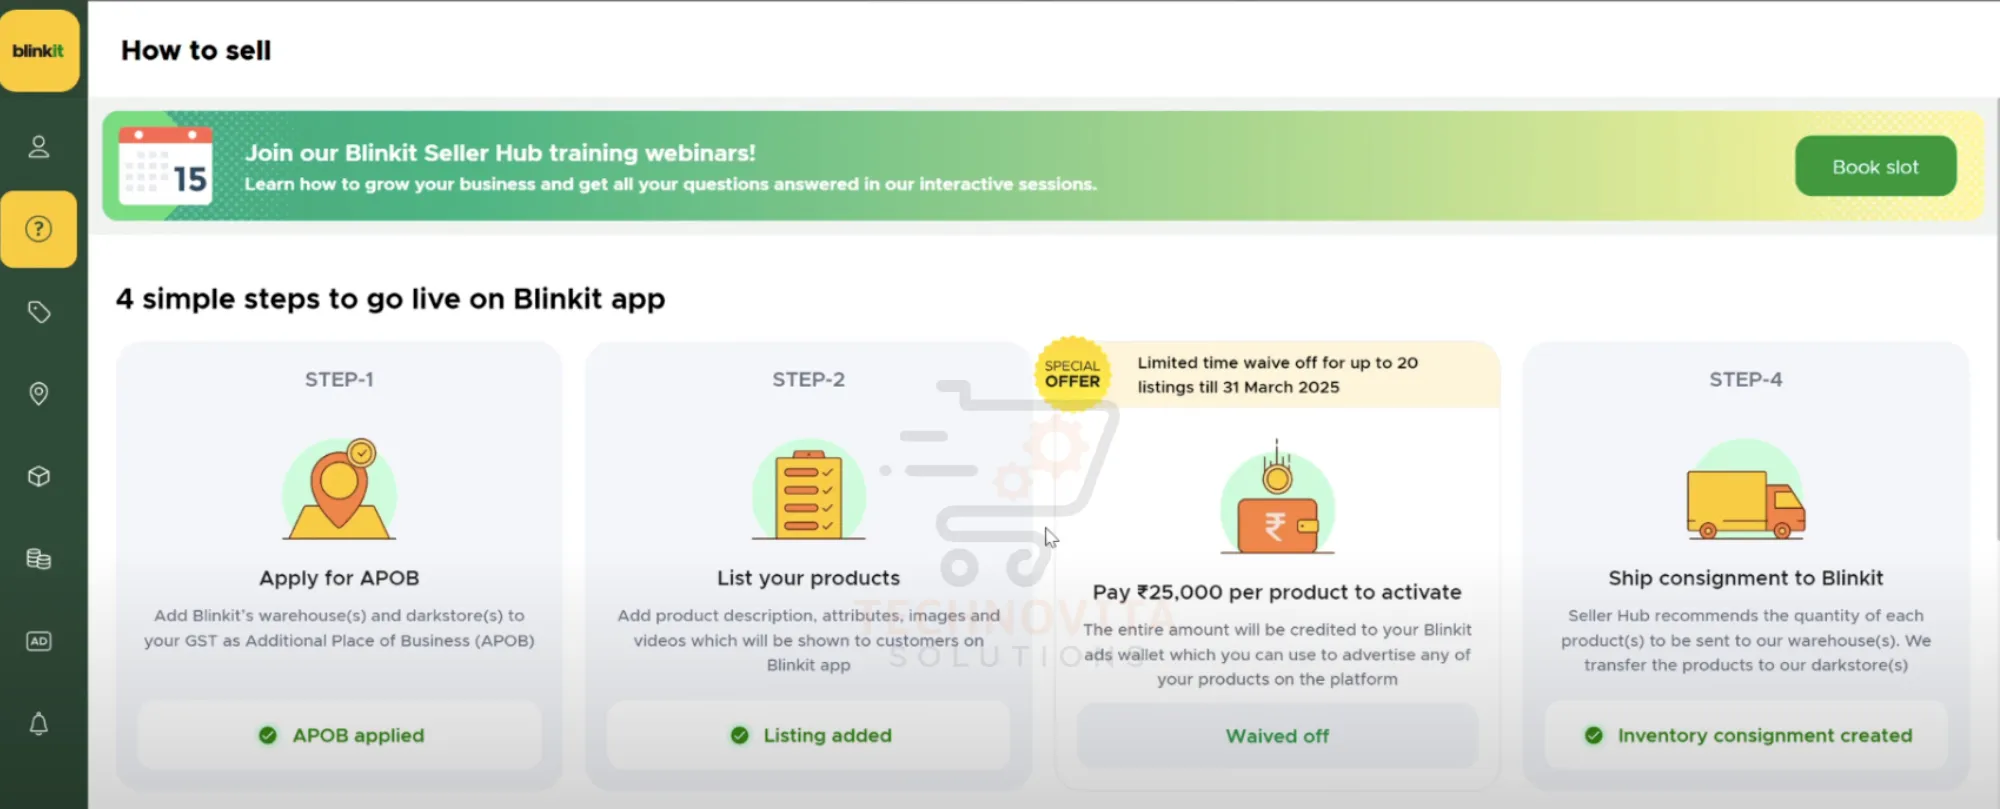 blinkit
How to sell
15
Join our Blinkit Seller Hub training webinars!
Learn how to grow your business and get all your questions answered in our interactive sessions.
Book slot
?
4 simple steps to go live on Blinkit app
STEP-1
Apply for APOB
Add Blinkit's warehouse(s) and darkstore(s) to
your GST as Additional Place of Business (APOB)
APOB applied
STEP-2
List your products
Add product description, attributes, images and
videos which will be shown to customers on
Blinkit app
Listing added
SPECIAL
OFFER
Limited time waive off for up to 20
listings till 31 March 2025
₹
Pay ₹25,000 per product to activate
The entire amount will be credited to your Blinkit
ads wallet which you can use to advertise any of
your products on the platform
Waived off
STEP-4
Ship consignment to Blinkit
Seller Hub recommends the quantity of each
product(s) to be sent to our warehouse(s). We
transfer the products to our darkstore(s)
Inventory consignment created
AD
TECHNOVITA
SOLUTIONS